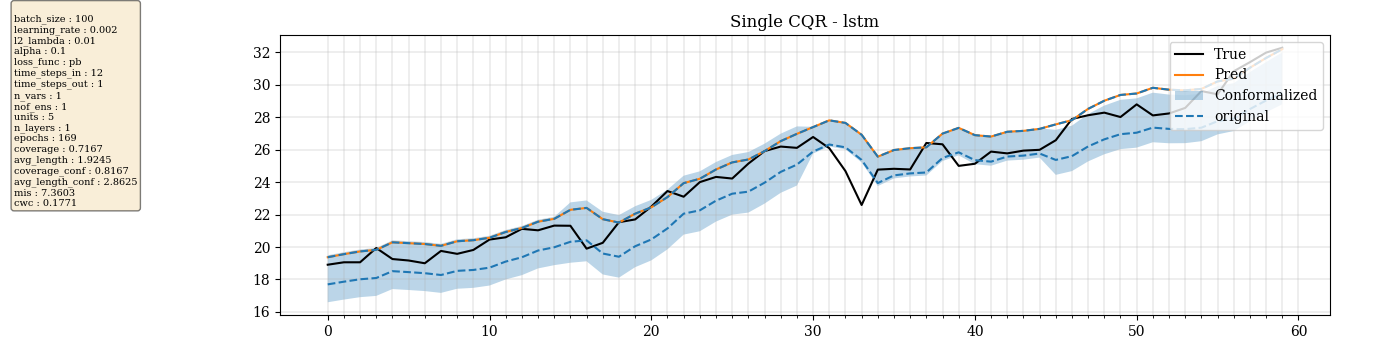 batch_size : 100
learning_rate : 0.002
l2_lambda : 0.01
alpha : 0.1
loss_func : pb
time_steps_in : 12
time_steps_out : 1
n_vars : 1
nof_ens : 1
units : 5
n_layers : 1
epochs : 169
coverage : 0.7167
avg_length : 1.9245
coverage_conf : 0.8167
avg_length_conf : 2.8625
mis : 7.3603
cwc : 0.1771
Single CQR - lstm
32
30
28
26
24
22
20
18
16
True
Pred
Conformalized
original
0 10 20 30 40 50 60